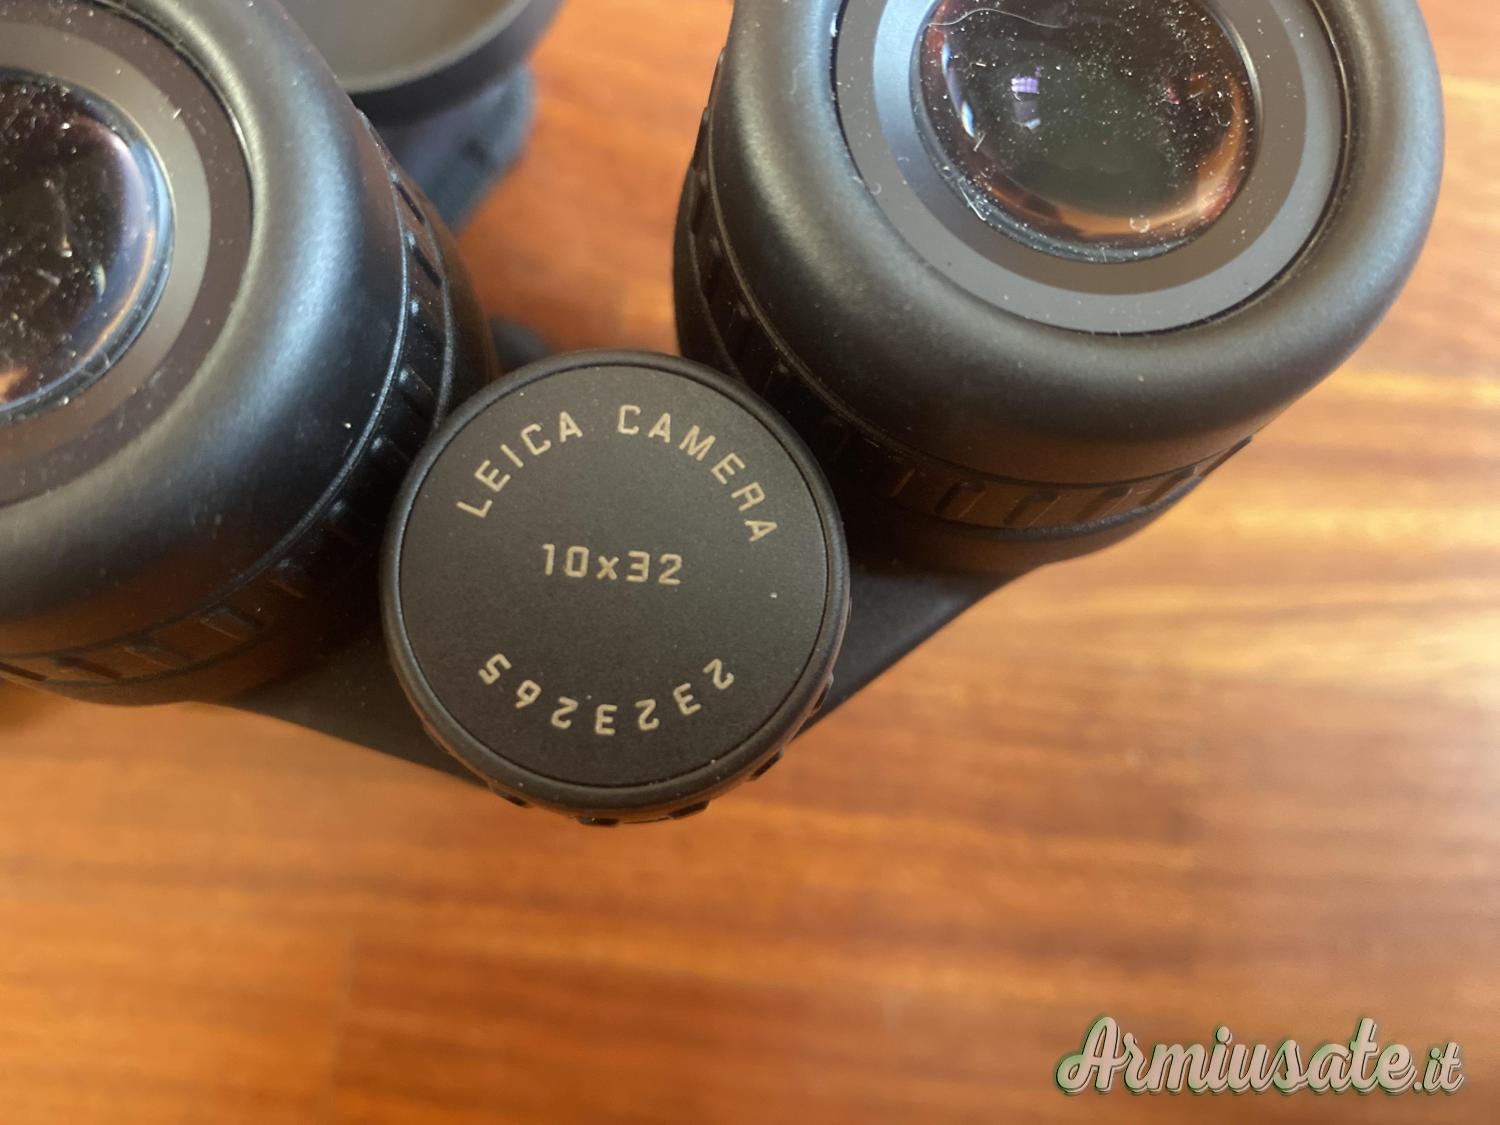 LEICA CAMERA
10x32
2323265
Armiusate.it